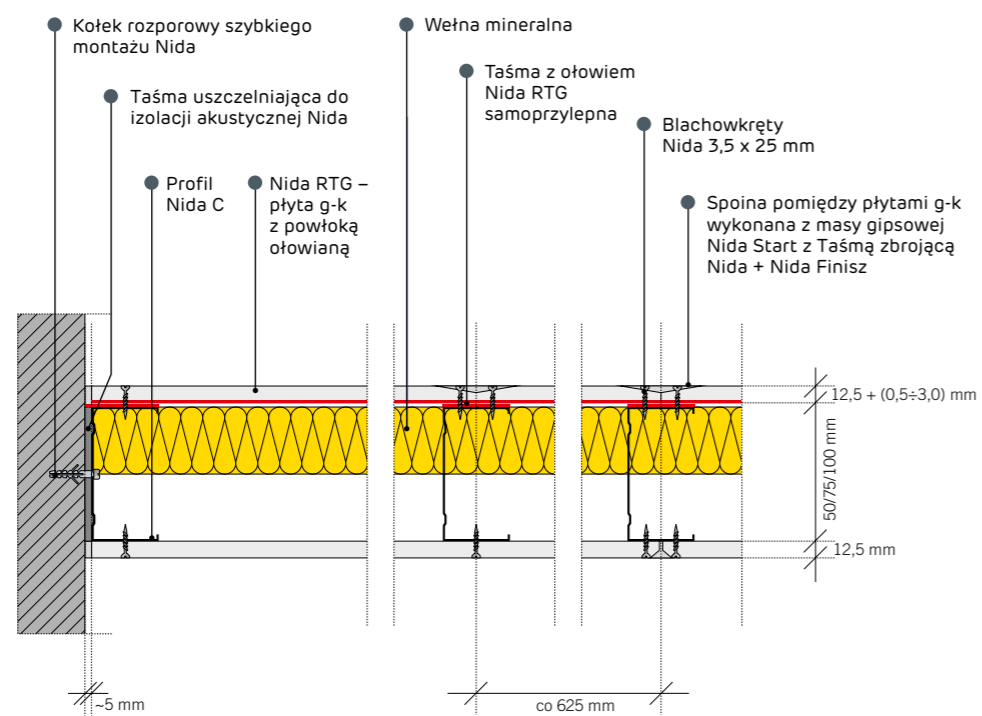 Kołek rozporowy szybkiego
montażu Nida
Wełna mineralna
Taśma z ołowiem
Nida RTG
samoprzylepna
Taśma uszczelniająca do
izolacji akustycznej Nida
Blachowkręty
Nida 3,5 x 25 mm
Profil
Nida C
Nida RTG –
płyta g-k
z powłoką
ołowianą
Spoina pomiędzy płytami g-k
wykonana z masy gipsowej
Nida Start z Taśmą zbrojącą
Nida + Nida Finisz
12,5 + (0,5÷3,0) mm
50/75/100 mm
12,5 mm
~5 mm
co 625 mm